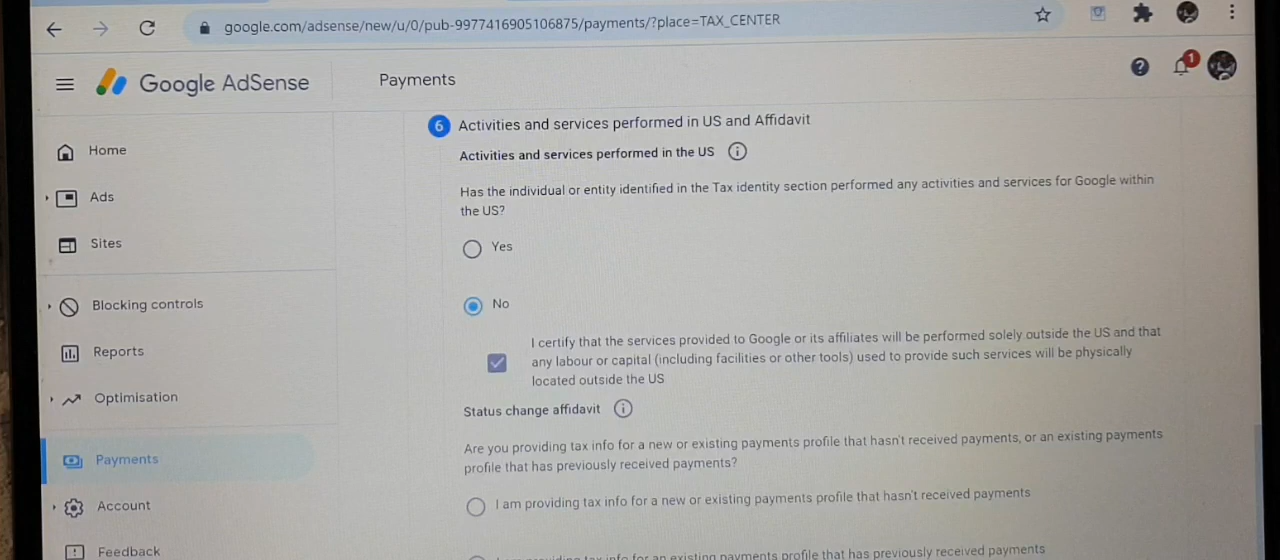 google.com/adsense/new/u/0/pub-9977416905106875/payments/?place=TAX_CENTER
Google AdSense
Payments
1
Home
Ads
Sites
Blocking controls
Reports
Optimisation
Payments
Account
Feedback
6 Activities and services performed in US and Affidavit
Activities and services performed in the US
Has the individual or entity identified in the Tax identity section performed any activities and services for Google within
the US?
Yes
No
I certify that the services provided to Google or its affiliates will be performed solely outside the US and that
any labour or capital (including facilities or other tools) used to provide such services will be physically
located outside the US
Status change affidavit
Are you providing tax info for a new or existing payments profile that hasn't received payments, or an existing payments
profile that has previously received payments?
I am providing tax info for a new or existing payments profile that hasn't received payments
tax info for an existing payments profile that has previously received payments